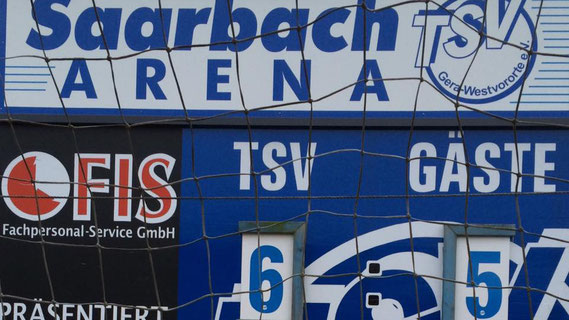 Saarbach
ARENA
TSV
Gera-Westvororte e.V.
OFIS
Fachpersonal-Service GmbH
PRÄSENTIERT
TSV GÄSTE
6 5